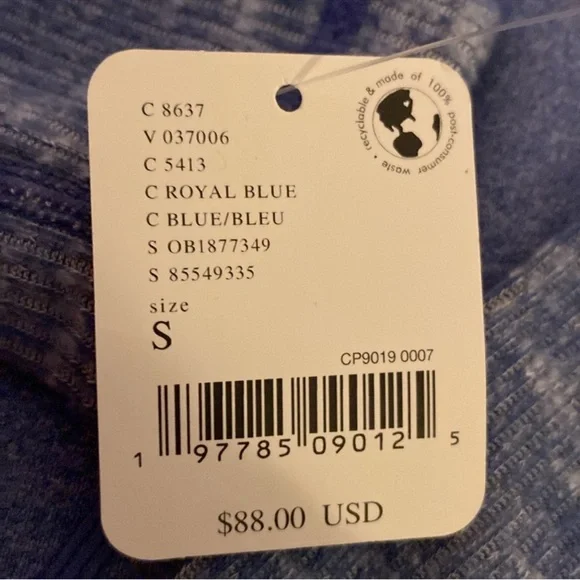 recyclable & made of 100% post-consumer waste •
C 8637
V 037006
C 5413
C ROYAL BLUE
C BLUE/BLEU
S OB1877349
S 85549335
size
S
CP9019 0007
1 97785 09012 5
$88.00 USD